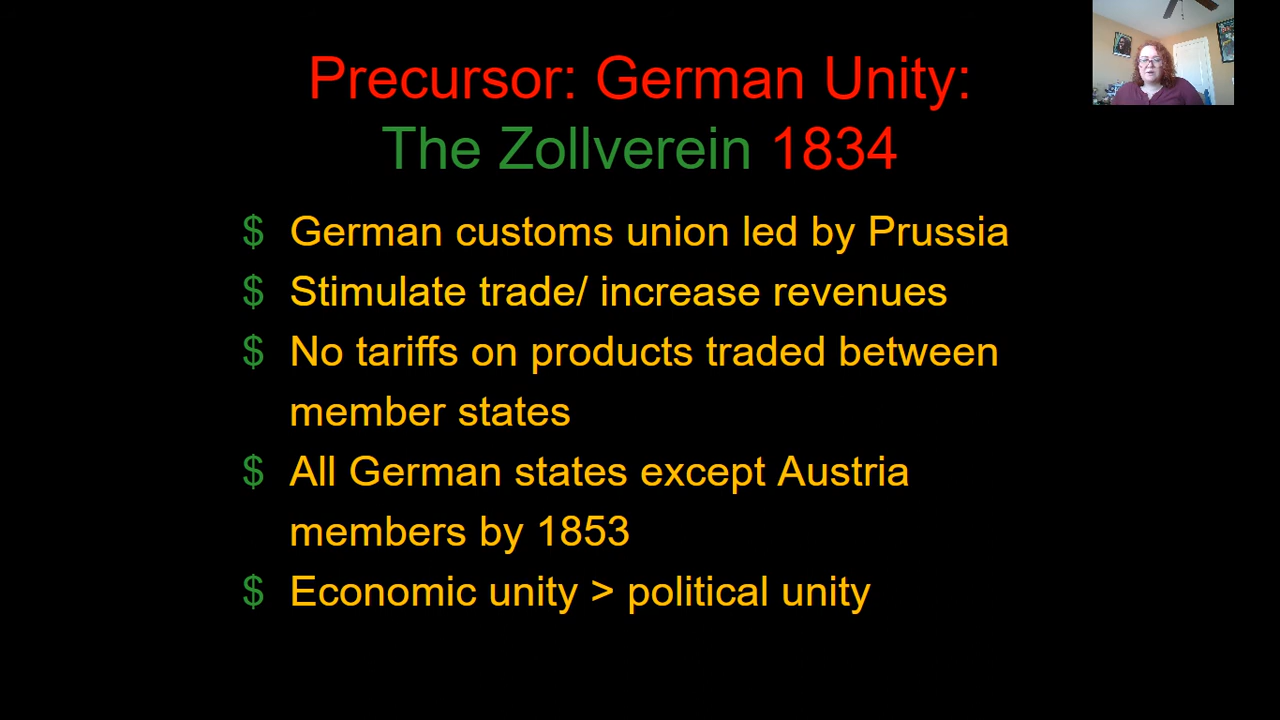 Precursor: German Unity:
The Zollverein 1834
$ German customs union led by Prussia
$ Stimulate trade/ increase revenues
$ No tariffs on products traded between
member states
$ All German states except Austria
members by 1853
$ Economic unity > political unity